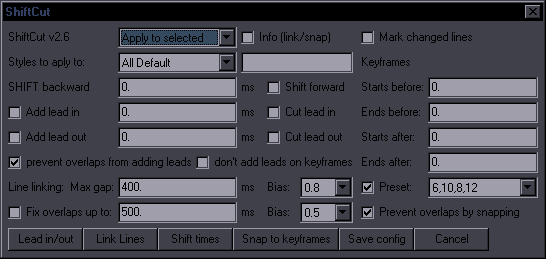 ShiftCut
ShiftCut v2.6 Apply to selected Info (link/snap) Mark changed lines
Styles to aply to: All Default Keyframes
SHIFT backward 0. ms Shift forward Starts before: 0.
Add lead in 0. ms Cut lead in Ends before: 0.
Add lead out 0. ms Cut lead out Starts after: 0.
prevent overlaps from adding leads don't add leads on keyframes Ends after: 0.
Line linking: Max gap: 400. ms Bias: 0.8 Preset: 6,10,8,12
Fix overlaps up to: 500. ms Bias: 0.5 Prevent overlaps by snapping
Lead in/out Link Lines Shift times Snap to keyframes Save config Cancel